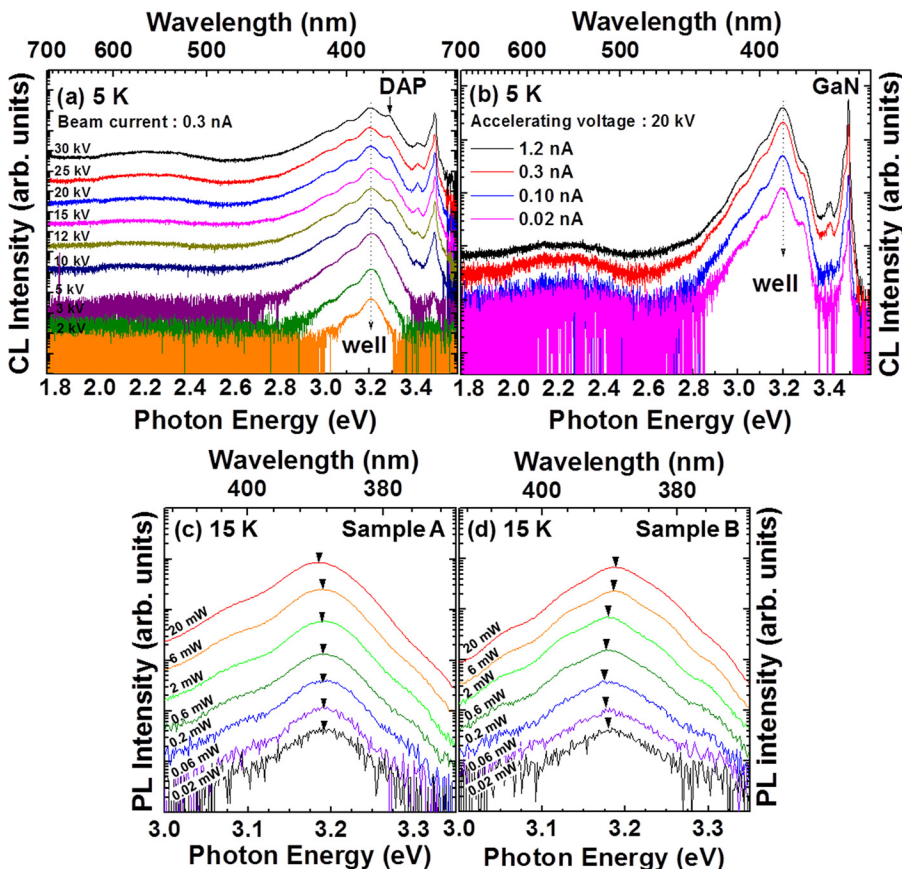 Wavelength (nm)
700 600 500 400
(a) 5 K
DAP
Beam current : 0.3 nA
30 kV
25 kV
20 kV
15 kV
12 kV
10 kV
5 kV
3 kV
2 kV
well
CL Intensity (arb. units)
1.8 2.0 2.2 2.4 2.6 2.8 3.0 3.2 3.4
Photon Energy (eV)
Wavelength (nm)
700 600 500 400
(b) 5 K
GaN
Accelerating voltage : 20 kV
1.2 nA
0.3 nA
0.10 nA
0.02 nA
well
CL Intensity (arb. units)
1.8 2.0 2.2 2.4 2.6 2.8 3.0 3.2 3.4
Photon Energy (eV)
Wavelength (nm)
400 380
(c) 15 K Sample A
20 mW
6 mW
2 mW
0.6 mW
0.2 mW
0.06 mW
0.02 mW
PL Intensity (arb. units)
3.0 3.1 3.2 3.3
Photon Energy (eV)
Wavelength (nm)
400 380
(d) 15 K Sample B
20 mW
6 mW
2 mW
0.6 mW
0.2 mW
0.06 mW
0.02 mW
PL intensity (arb. units)
3.0 3.1 3.2 3.3
Photon Energy (eV)